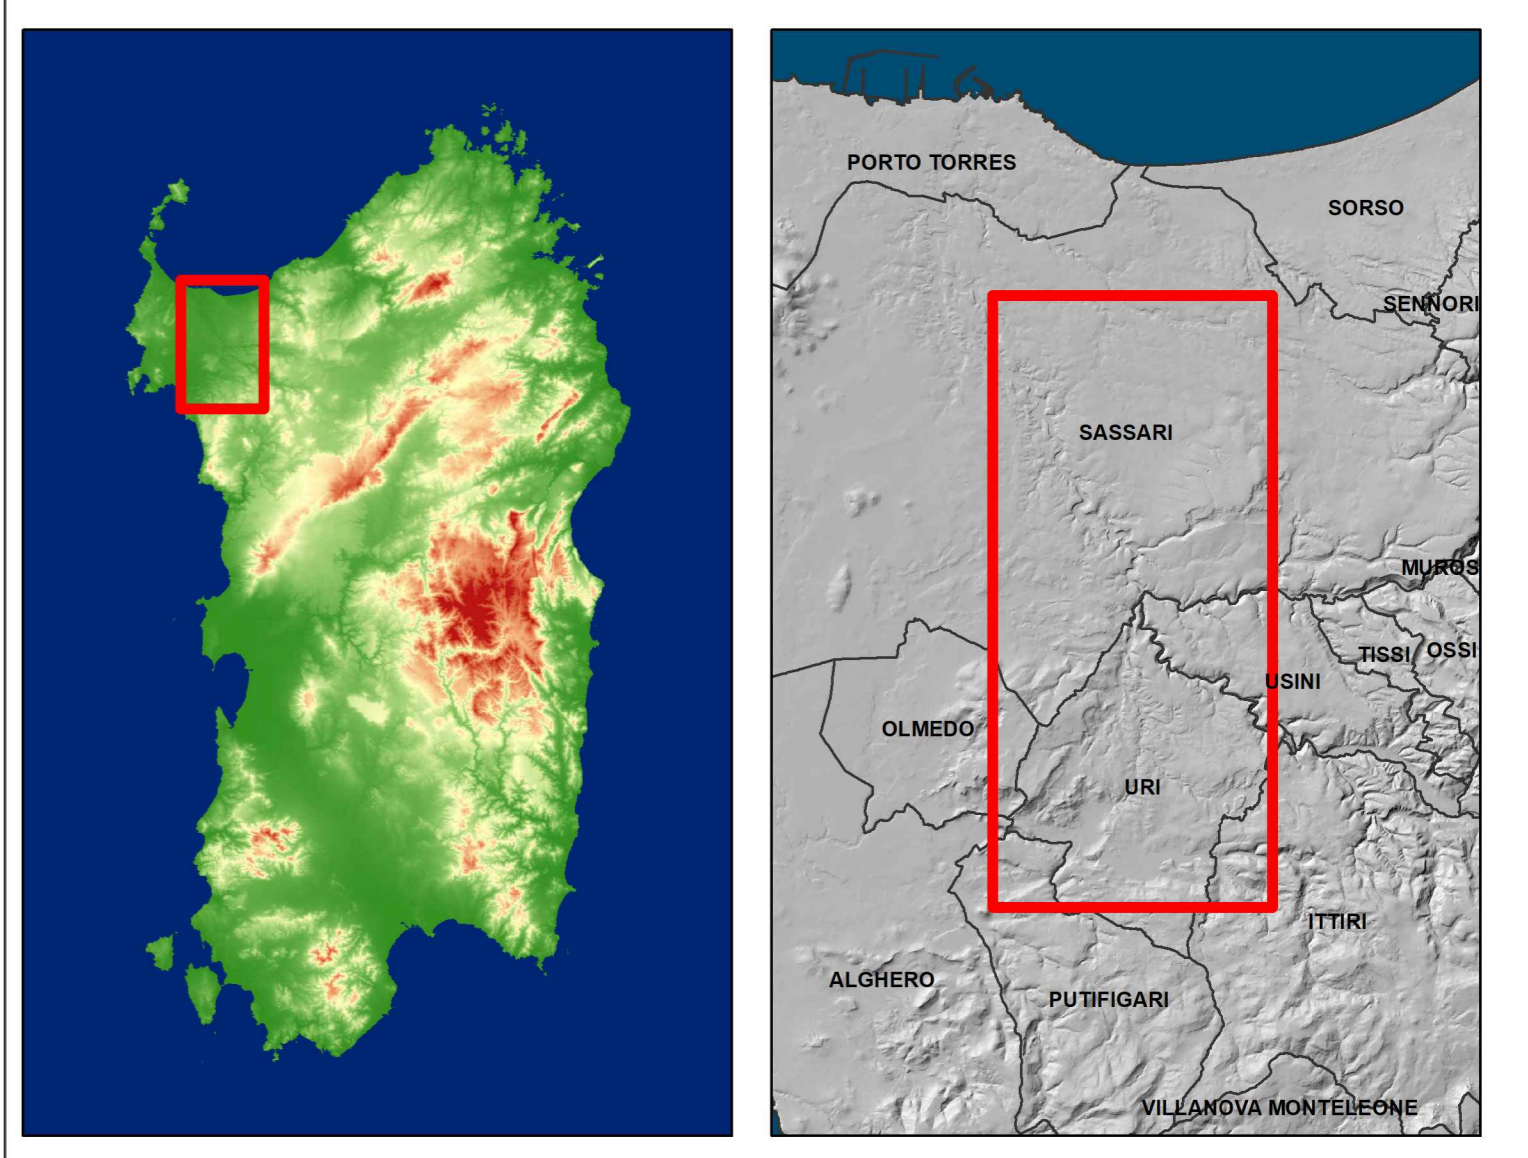 PORTO TORRES
SORSO
SENNORI
SASSARI
MUROS
TISSI
OSSI
USINI
OLMEDO
URI
ITTIRI
ALGHERO
PUTIFIGARI
VILLANOVA MONTELEONE